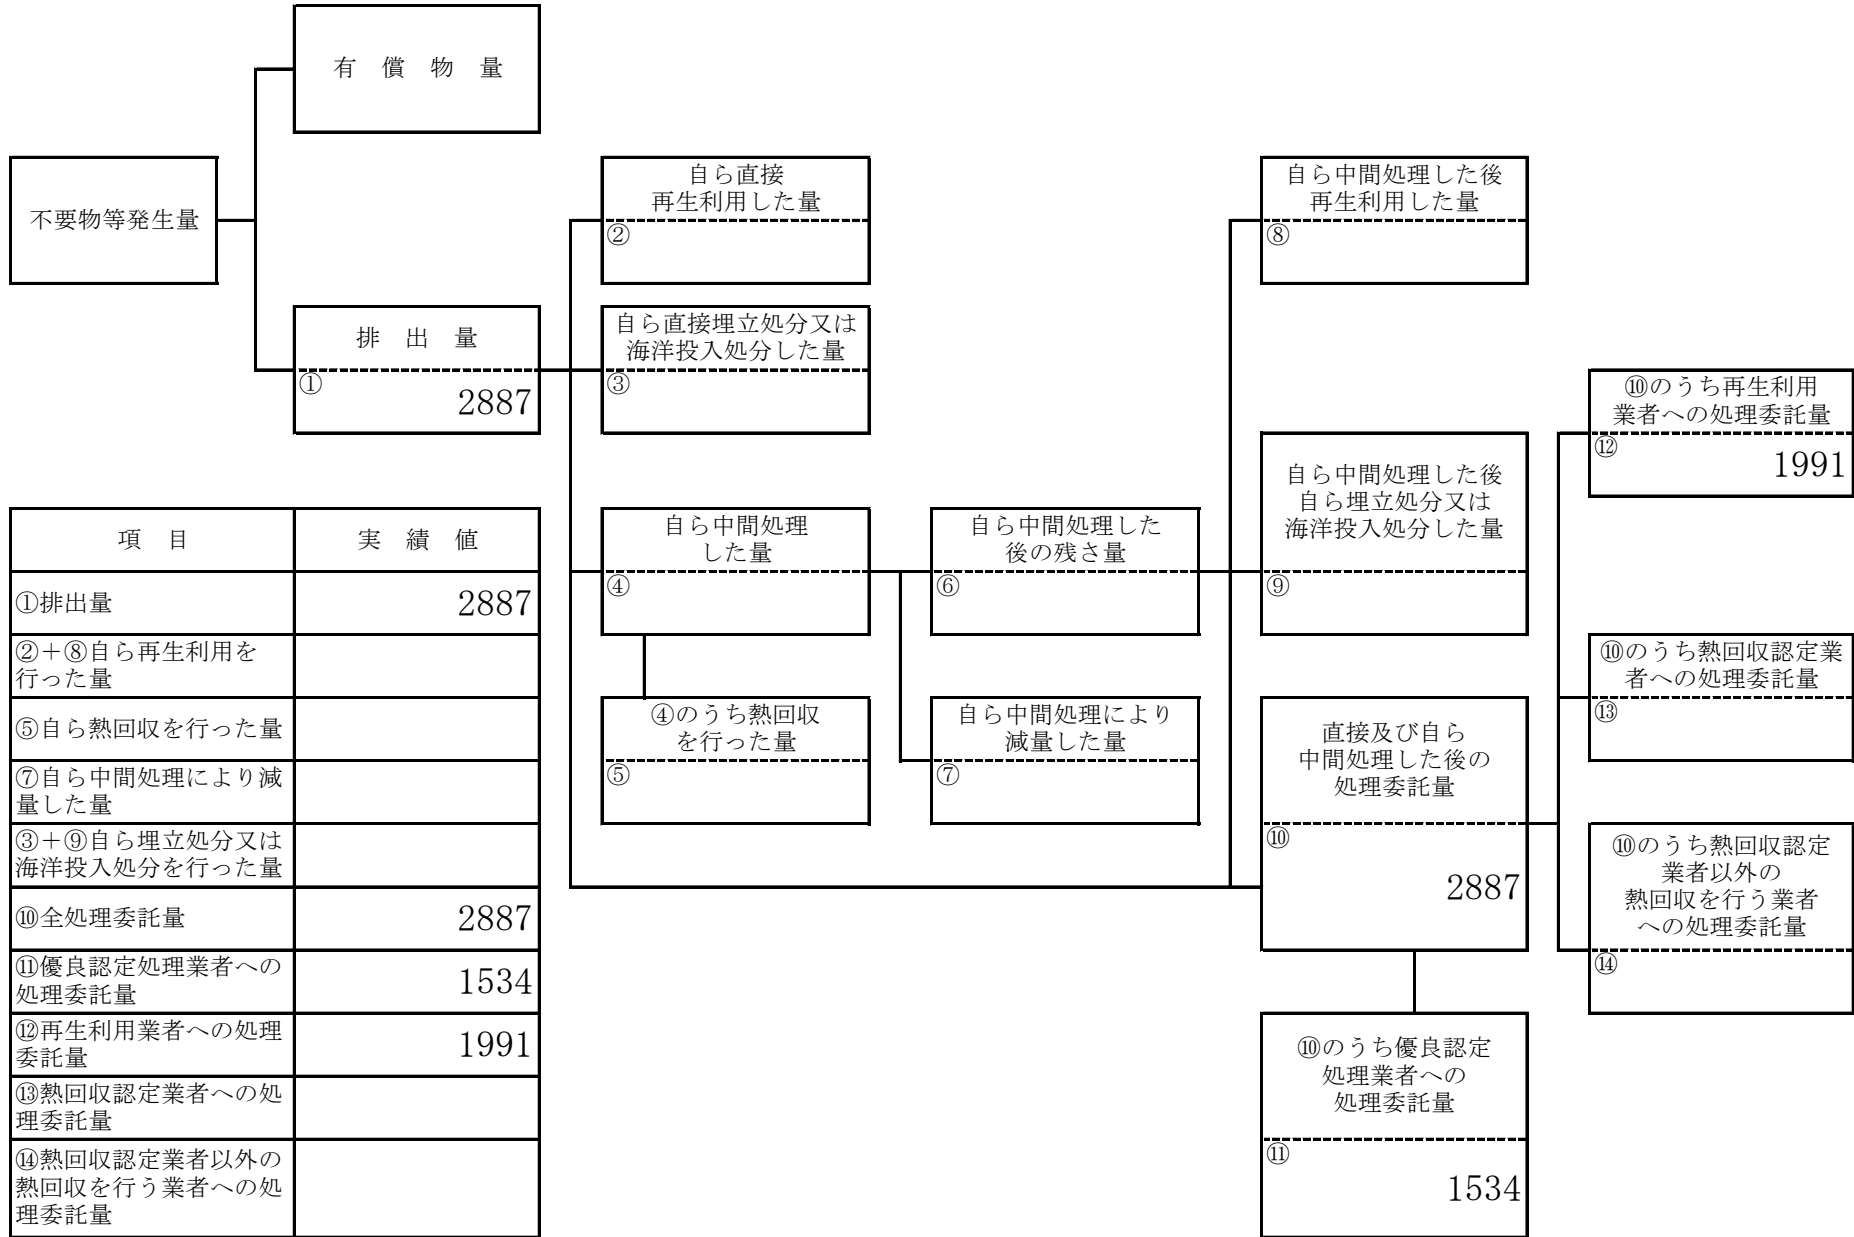 有 償 物 量
不要物等発生量
排 出 量
①
2887
自ら直接
再生利用した量
②
自ら直接埋立処分又は
海洋投入処分した量
③
自ら中間処理
した量
④
④のうち熱回収
を行った量
⑤
自ら中間処理した
後の残さ量
⑥
自ら中間処理により
減量した量
⑦
自ら中間処理した後
再生利用した量
⑧
自ら中間処理した後
自ら埋立処分又は
海洋投入処分した量
⑨
直接及び自ら
中間処理した後の
処理委託量
⑩
2887
⑩のうち優良認定
処理業者への
処理委託量
⑪
1534
⑩のうち再生利用
業者への処理委託量
⑫
1991
⑩のうち熱回収認定業
者への処理委託量
⑬
⑩のうち熱回収認定
業者以外の
熱回収を行う業者
への処理委託量
⑭
項 目 実 績 値
①排出量 2887
②+⑧自ら再生利用を
行った量
⑤自ら熱回収を行った量
⑦自ら中間処理により減
量した量
③+⑨自ら埋立処分又は
海洋投入処分を行った量
⑩全処理委託量 2887
⑪優良認定処理業者への
処理委託量 1534
⑫再生利用業者への処理
委託量 1991
⑬熱回収認定業者への処
理委託量
⑭熱回収認定業者以外の
熱回収を行う業者への処
理委託量